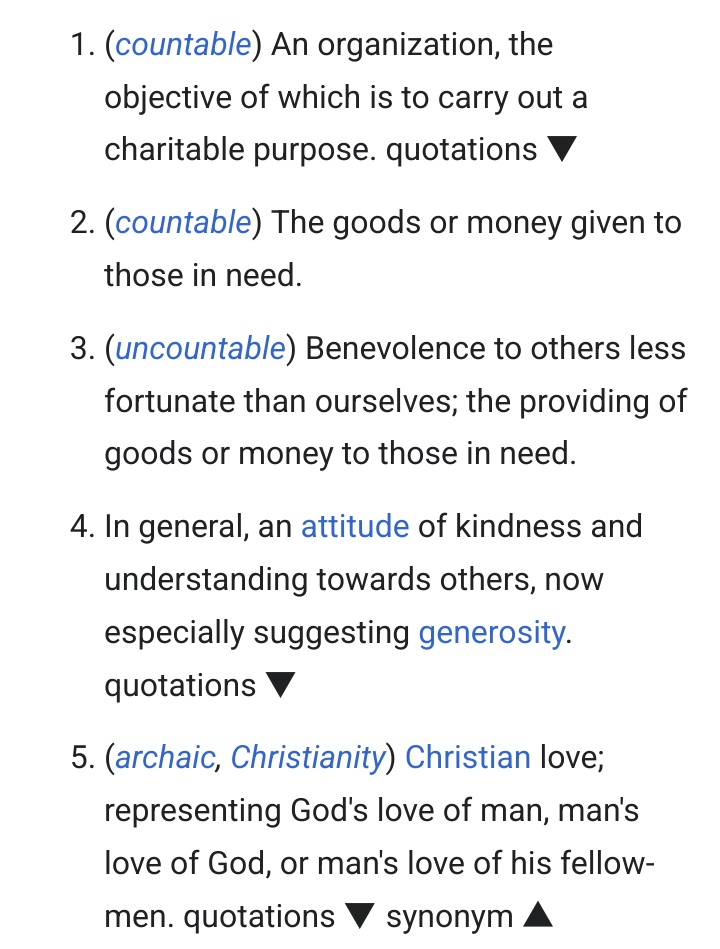 1. (countable) An organization, the
objective of which is to carry out a
charitable purpose. quotations ▼
2. (countable) The goods or money given to
those in need.
3. (uncountable) Benevolence to others less
fortunate than ourselves; the providing of
goods or money to those in need.
4. In general, an attitude of kindness and
understanding towards others, now
especially suggesting generosity.
quotations ▼
5. (archaic, Christianity) Christian love;
representing God's love of man, man's
love of God, or man's love of his fellow-
men. quotations ▼ synonym ▲